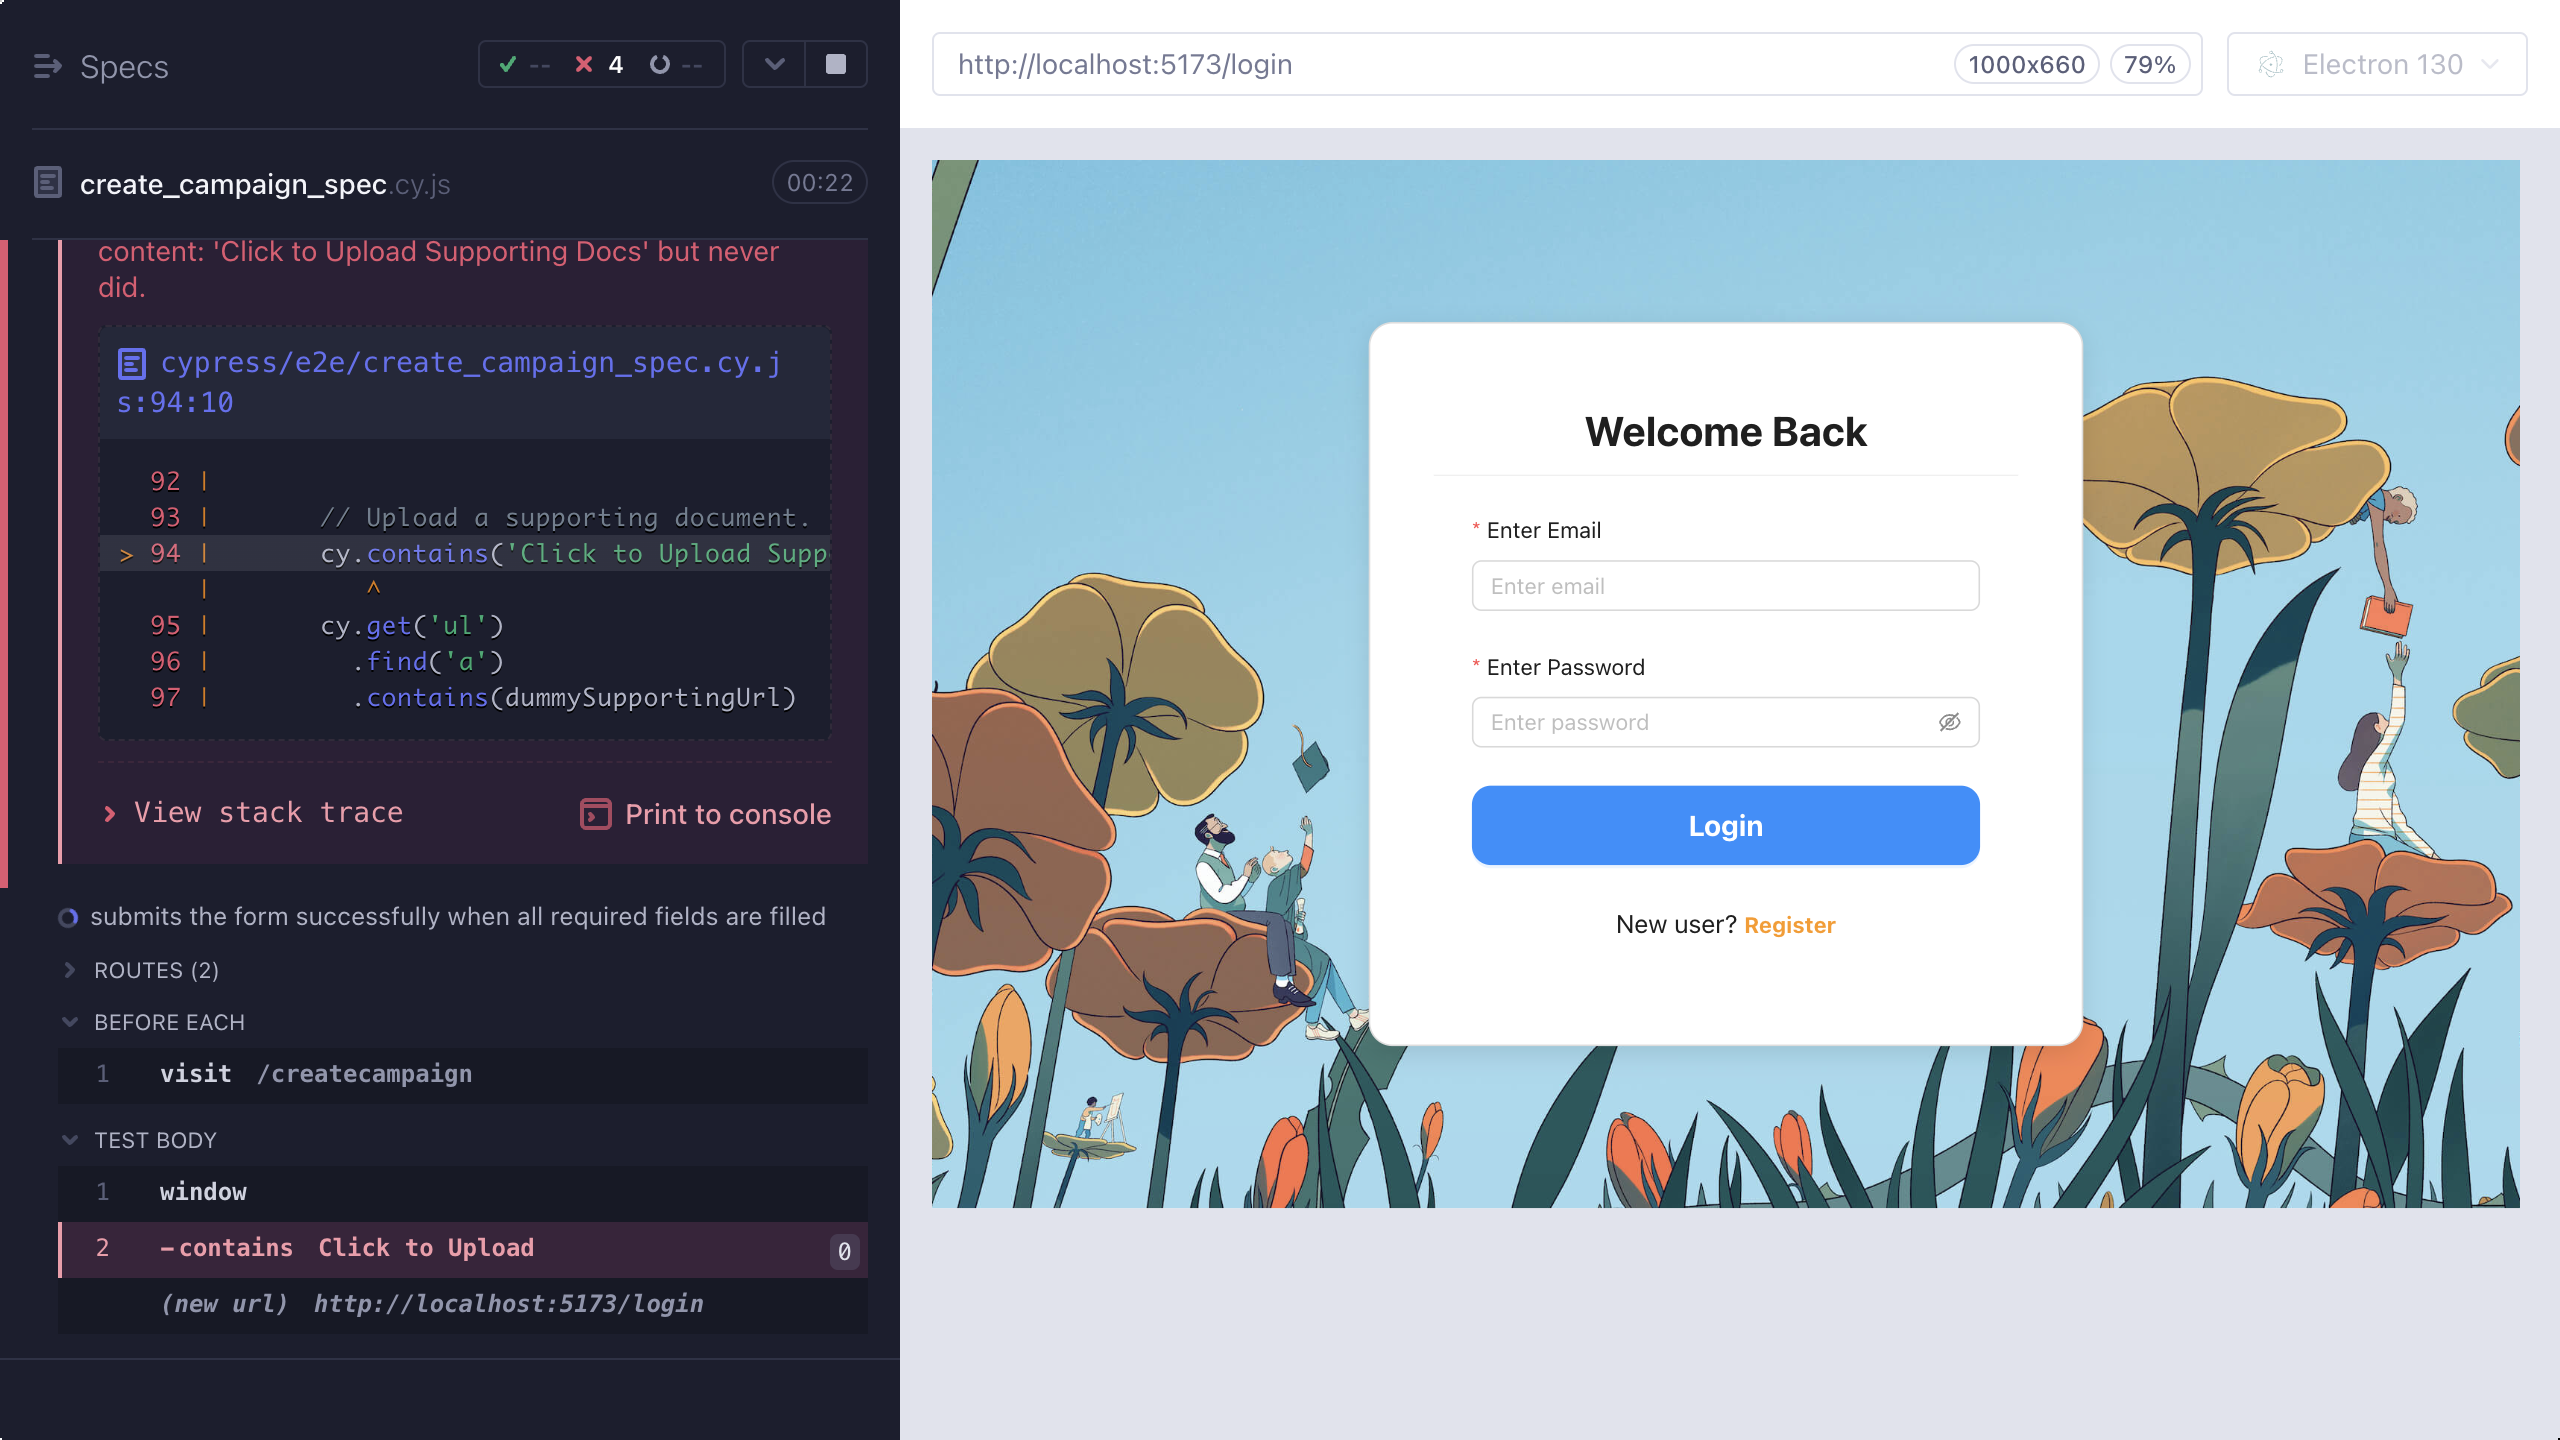 Specs
-- 4 --
create_campaign_spec.cy.js 00:22
content: 'Click to Upload Supporting Docs' but never
did.
cypress/e2e/create_campaign_spec.cy.j
s:94:10
92 |
93 | // Upload a supporting document.
> 94 | cy.contains('Click to Upload Supp
| ^
95 | cy.get('ul')
96 | .find('a')
97 | .contains(dummySupportingUrl)
View stack trace
Print to console
submits the form successfully when all required fields are filled
ROUTES (2)
BEFORE EACH
1 visit /createcampaign
TEST BODY
1 window
2 -contains Click to Upload 0
(new url) http://localhost:5173/login
http://localhost:5173/login
1000x660
79%
Electron 130
Welcome Back
* Enter Email
Enter email
* Enter Password
Enter password
Login
New user? Register